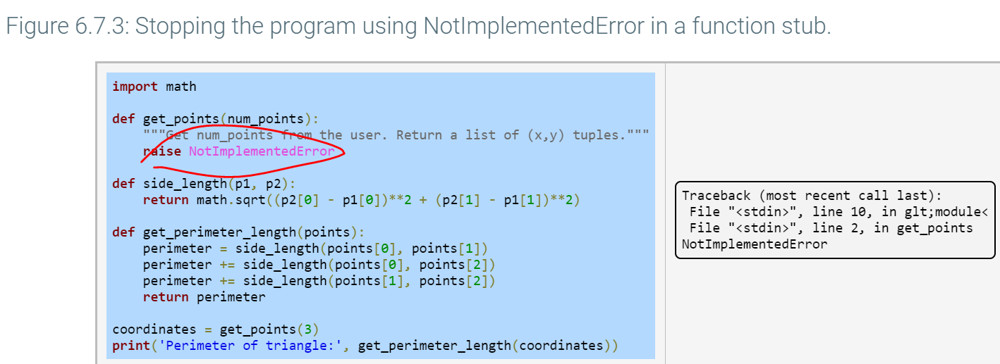 Figure 6.7.3: Stopping the program using NotImplementedError in a function stub.
import math
def get_points(num_points):
    """Get num_points from the user. Return a list of (x,y) tuples."""
    raise NotImplementedError
def side_length(p1, p2):
    return math.sqrt((p2[0] - p1[0])**2 + (p2[1] - p1[1])**2)
def get_perimeter_length(points):
    perimeter = side_length(points[0], points[1])
    perimeter += side_length(points[0], points[2])
    perimeter += side_length(points[1], points[2])
    return perimeter
coordinates = get_points(3)
print('Perimeter of triangle:', get_perimeter_length(coordinates))
Traceback (most recent call last):
 File "<stdin>", line 10, in glt;module<
 File "<stdin>", line 2, in get_points
NotImplementedError